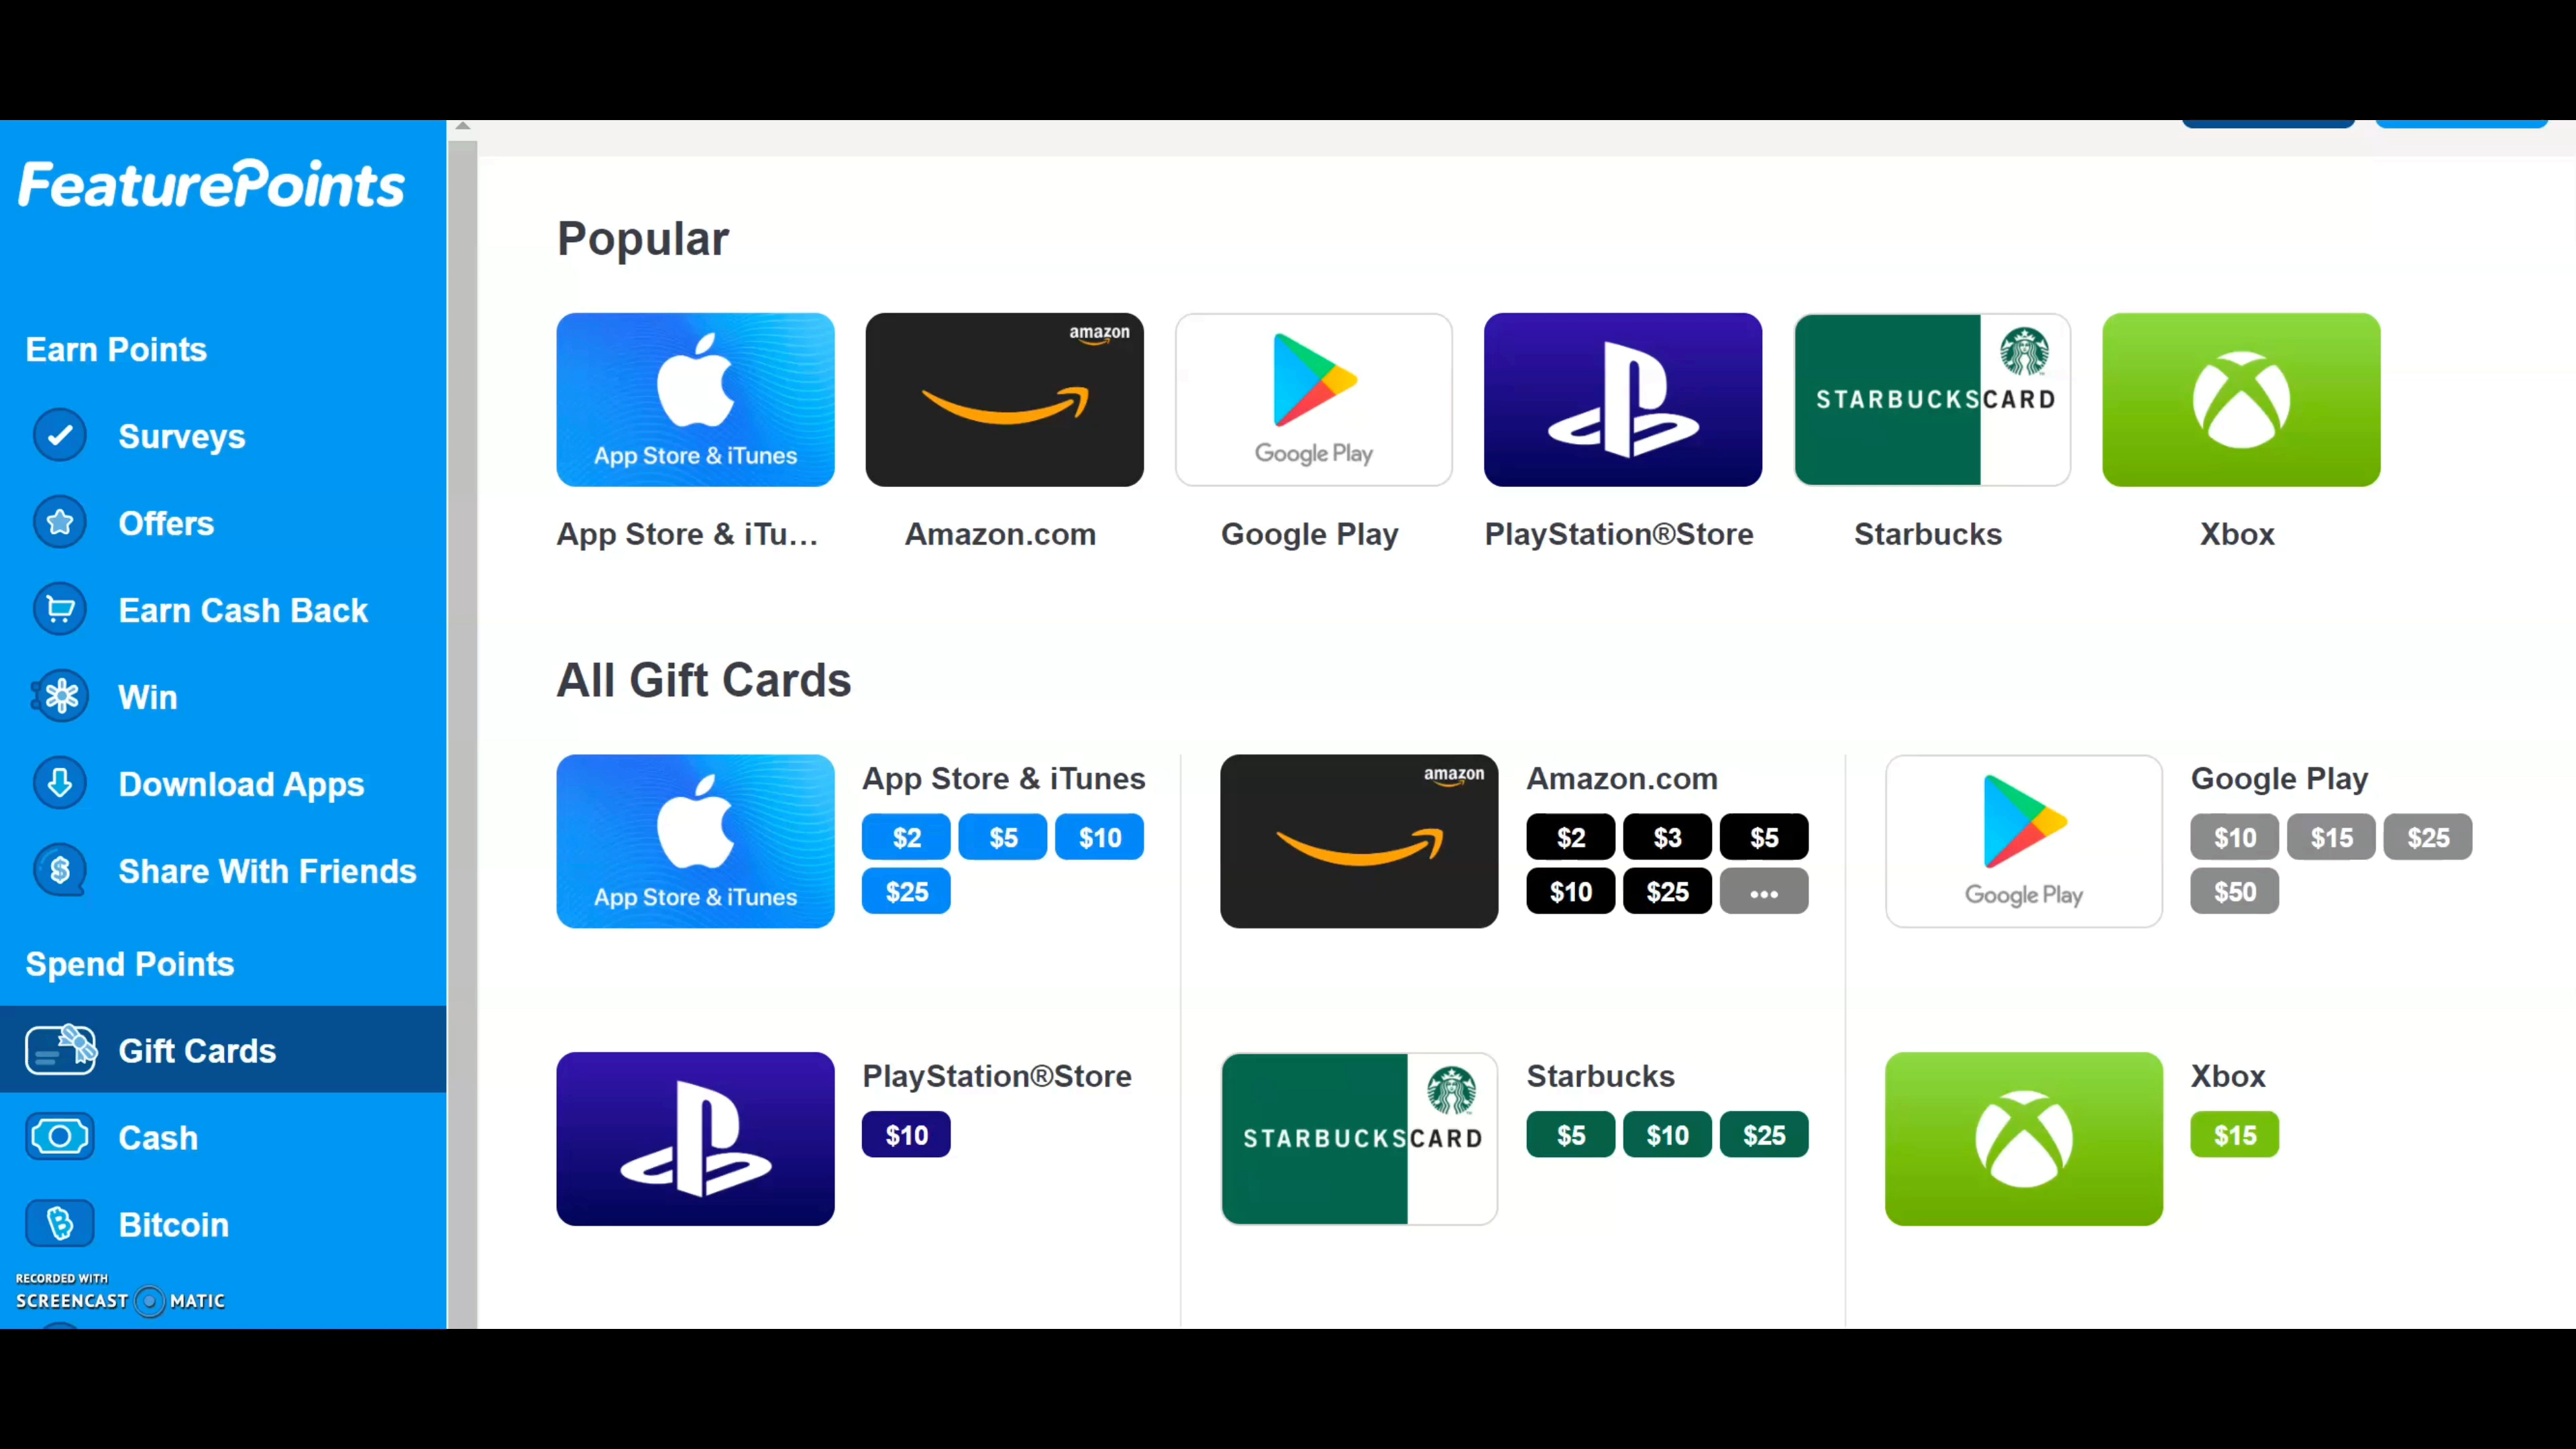 FeaturePoints
Earn Points
Surveys
Offers
Earn Cash Back
Win
Download Apps
Share With Friends
Spend Points
Gift Cards
Cash
Bitcoin
RECORDED WITH
SCREENCAST MATIC
Popular
App Store & iTunes
amazon
Google Play
STARBUCKSCARD
App Store & iTu...
Amazon.com
Google Play
PlayStation®Store
Starbucks
Xbox
All Gift Cards
App Store & iTunes
App Store & iTunes
$2 $5 $10
$25
amazon
Amazon.com
$2 $3 $5
$10 $25 •••
Google Play
Google Play
$10 $15 $25
$50
PlayStation®Store
$10
STARBUCKSCARD
Starbucks
$5 $10 $25
Xbox
$15